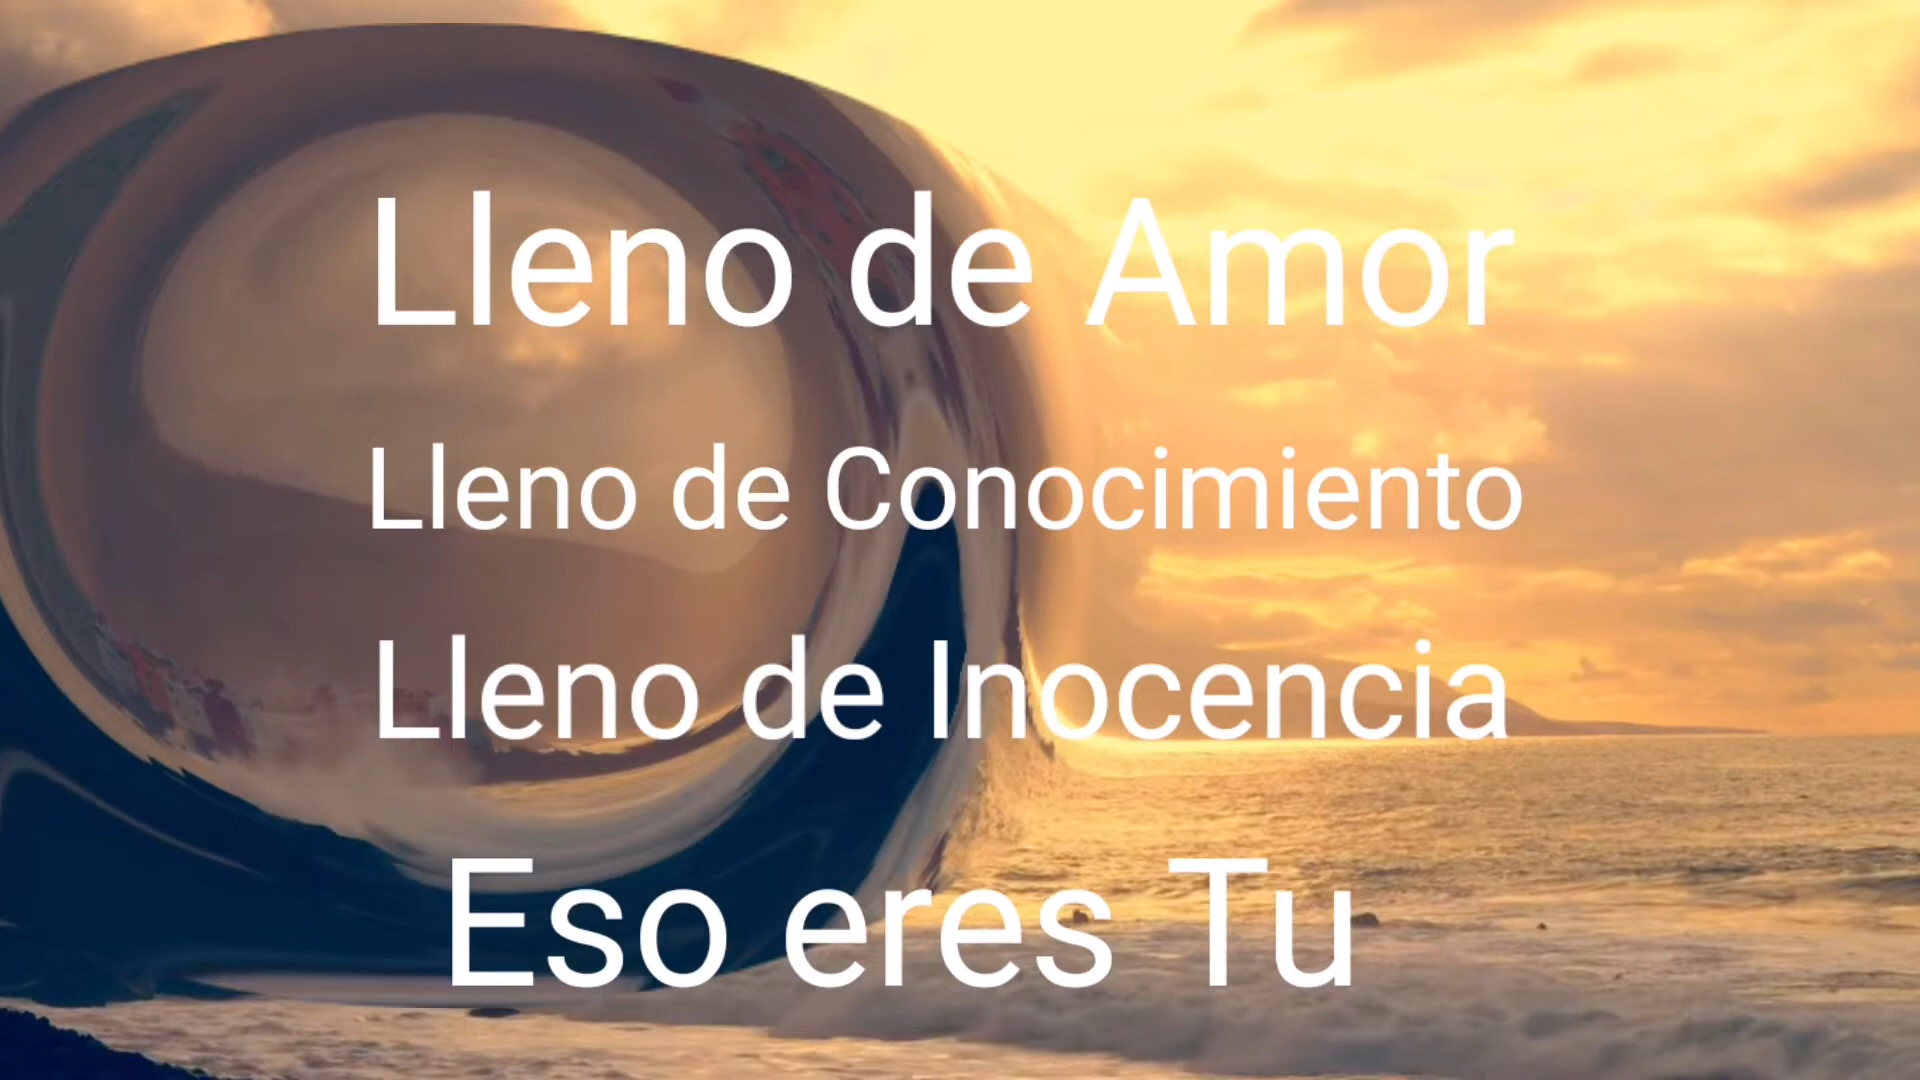 Lleno de Amor
Lleno de Conocimiento
Lleno de Inocencia
Eso eres Tu